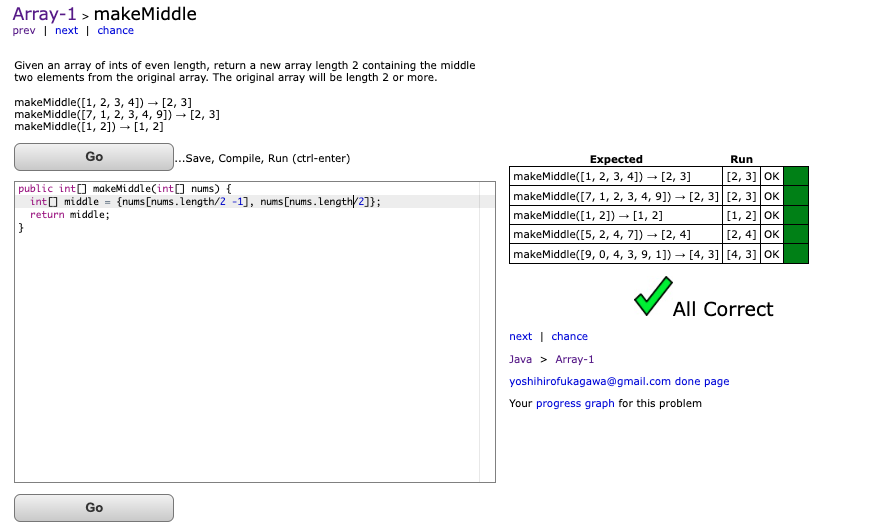 Array-1 > makeMiddle
prev | next | chance
Given an array of ints of even length, return a new array length 2 containing the middle
two elements from the original array. The original array will be length 2 or more.
makeMiddle([1, 2, 3, 4]) → [2, 3]
makeMiddle([7, 1, 2, 3, 4, 9]) → [2, 3]
makeMiddle([1, 2]) → [1, 2]
Go ...Save, Compile, Run (ctrl-enter)
public int[] makeMiddle(int[] nums) {
  int[] middle = {nums[nums.length/2 -1], nums[nums.length/2]};
  return middle;
}
Go
Expected Run
makeMiddle([1, 2, 3, 4]) → [2, 3] [2, 3] OK
makeMiddle([7, 1, 2, 3, 4, 9]) → [2, 3] [2, 3] OK
makeMiddle([1, 2]) → [1, 2] [1, 2] OK
makeMiddle([5, 2, 4, 7]) → [2, 4] [2, 4] OK
makeMiddle([9, 0, 4, 3, 9, 1]) → [4, 3] [4, 3] OK
All Correct
next | chance
Java > Array-1
yoshihirofukagawa@gmail.com done page
Your progress graph for this problem